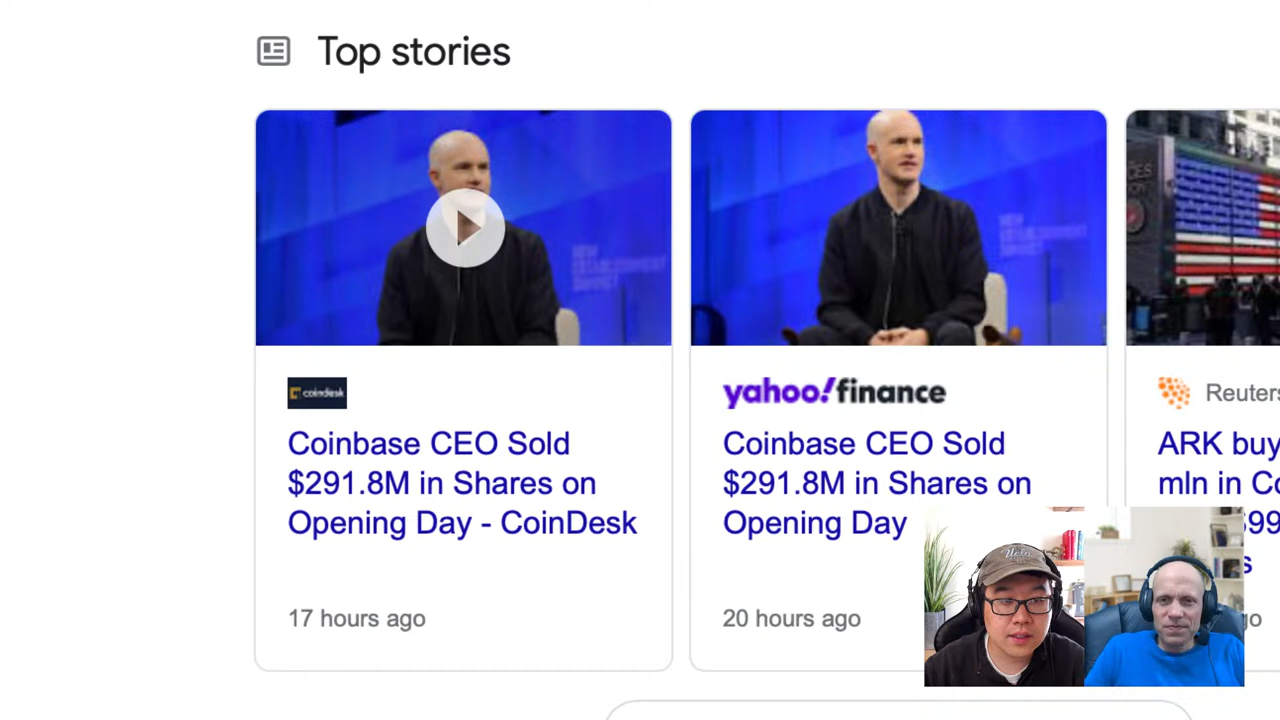 Top stories
coindesk
Coinbase CEO Sold
$291.8M in Shares on
Opening Day - CoinDesk
17 hours ago
yahoo!finance
Coinbase CEO Sold
$291.8M in Shares on
Opening Day
20 hours ago
Reuters
ARK buy
mln in Co